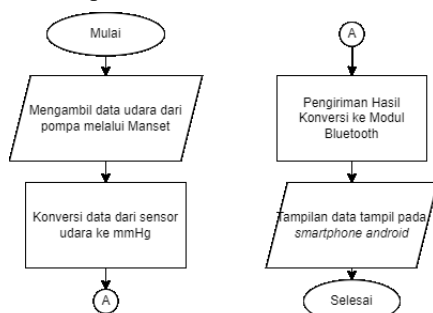 Mulai
Mengambil data udara dari
pompa melalui Manset
Konversi data dari sensor
udara ke mmHg
A
A
Pengiriman Hasil
Konversi ke Modul
Bluetooth
Tampilan data tampil pada
smartphone android
Selesai